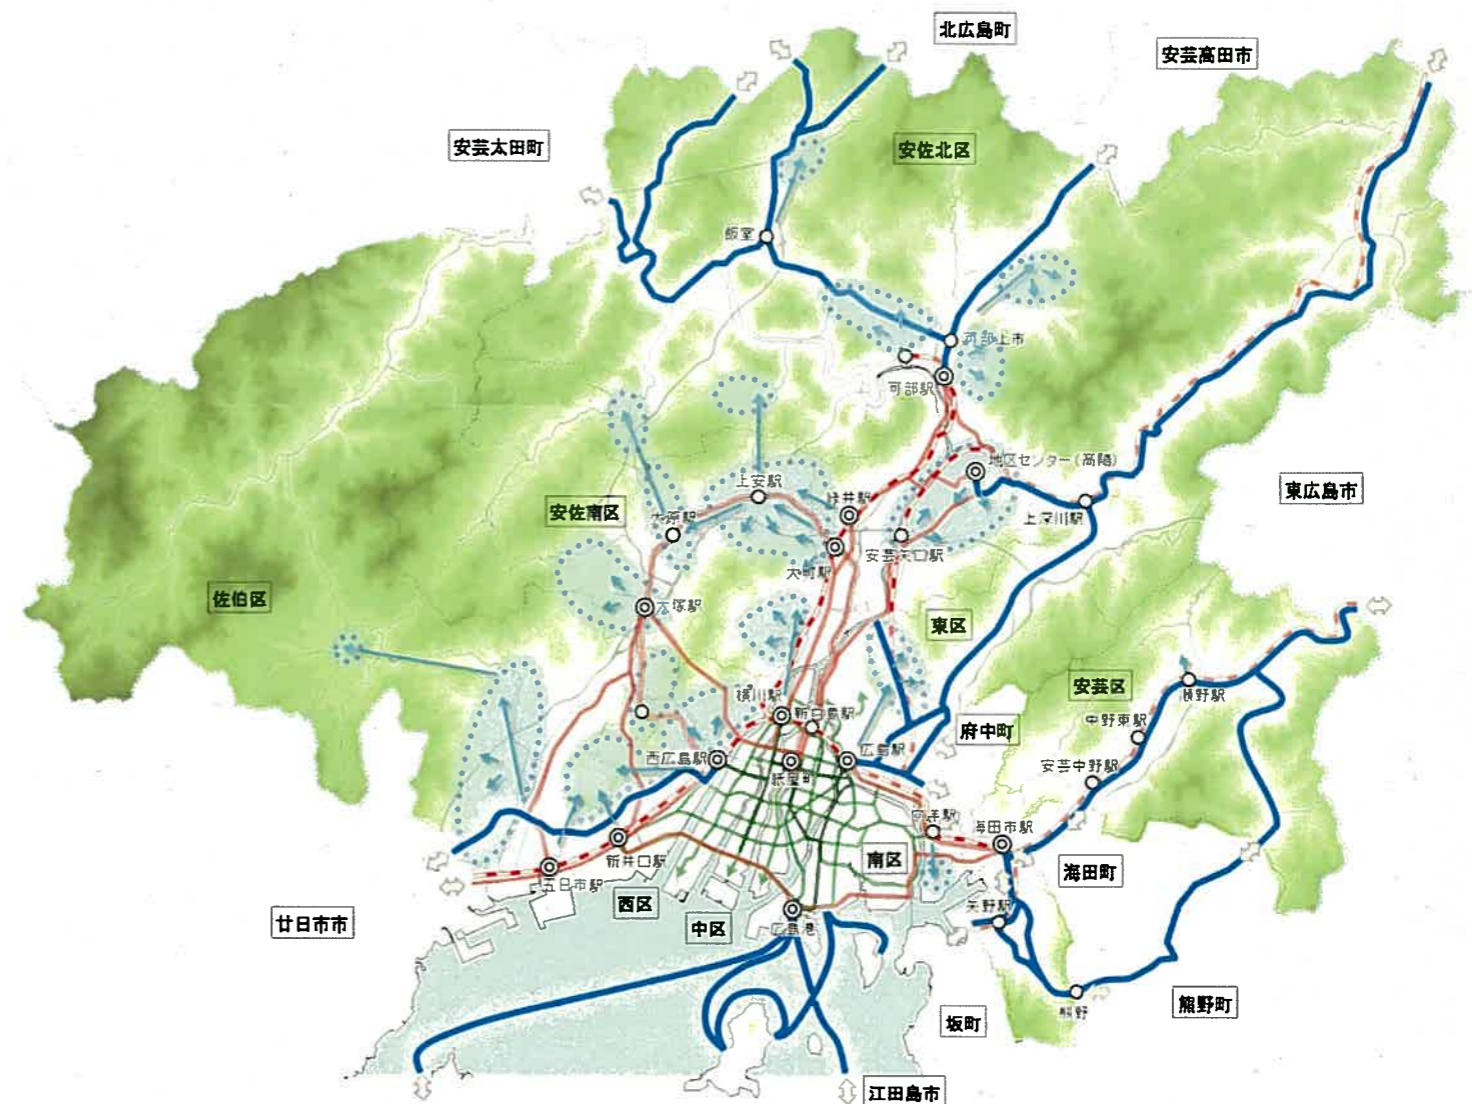 北広島町
安芸高田市
安芸太田町
安佐北区
飯室
可部上市
可部駅
地区センター(高陽)
東広島市
上安駅
緑井駅
安佐南区
大原駅
上深川駅
安芸矢口駅
大町駅
佐伯区
大塚駅
東区
安芸区
瀬野駅
横川駅
新白島駅
中野東駅
府中町
広島駅
西広島駅
紙屋町
安芸中野駅
向洋駅
海田市駅
新井口駅
南区
海田町
五日市駅
西区
廿日市市
中区
広島港
矢野駅
熊野町
坂町
熊野
江田島市